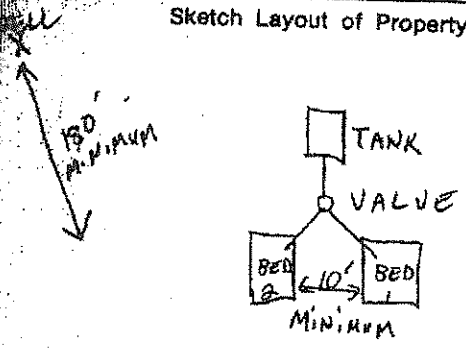 Sketch Layout of Property
X
180'
MINIMUM
TANK
VALVE
BED
2
10'
BED
1
MINIMUM